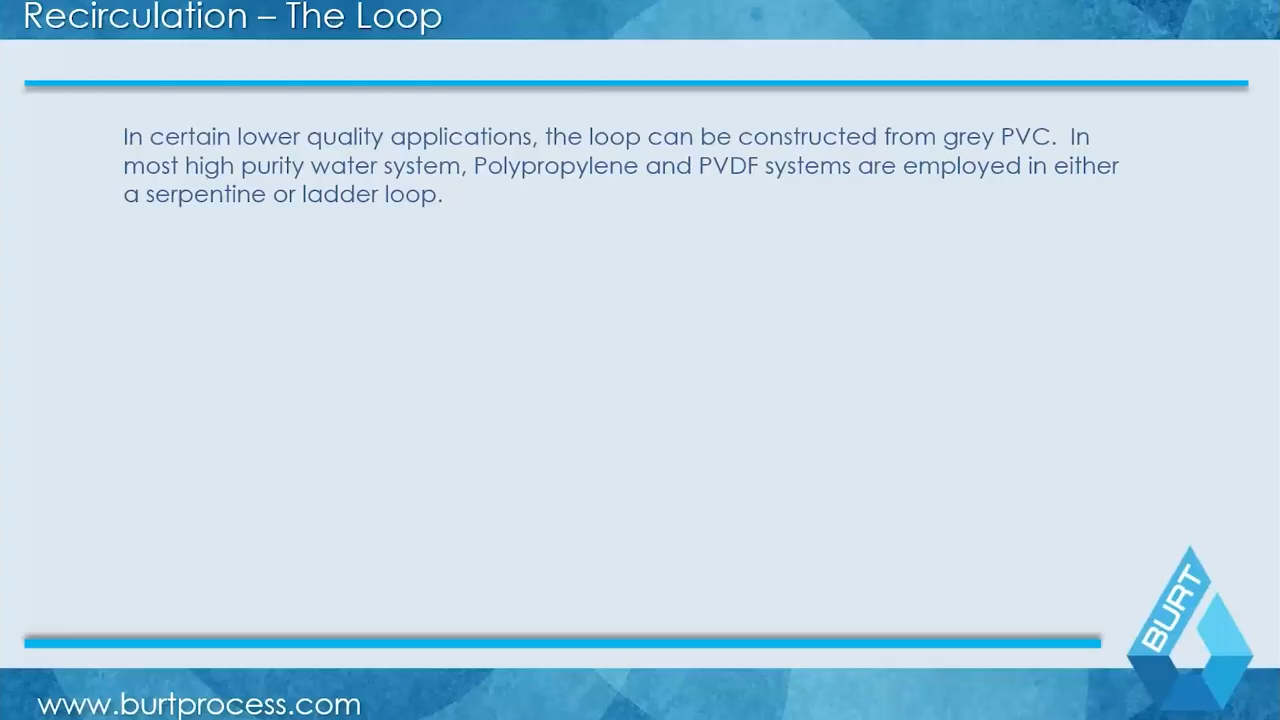 Recirculation – The Loop
In certain lower quality applications, the loop can be constructed from grey PVC.  In
most high purity water system, Polypropylene and PVDF systems are employed in either
a serpentine or ladder loop.
BURT
www.burtprocess.com